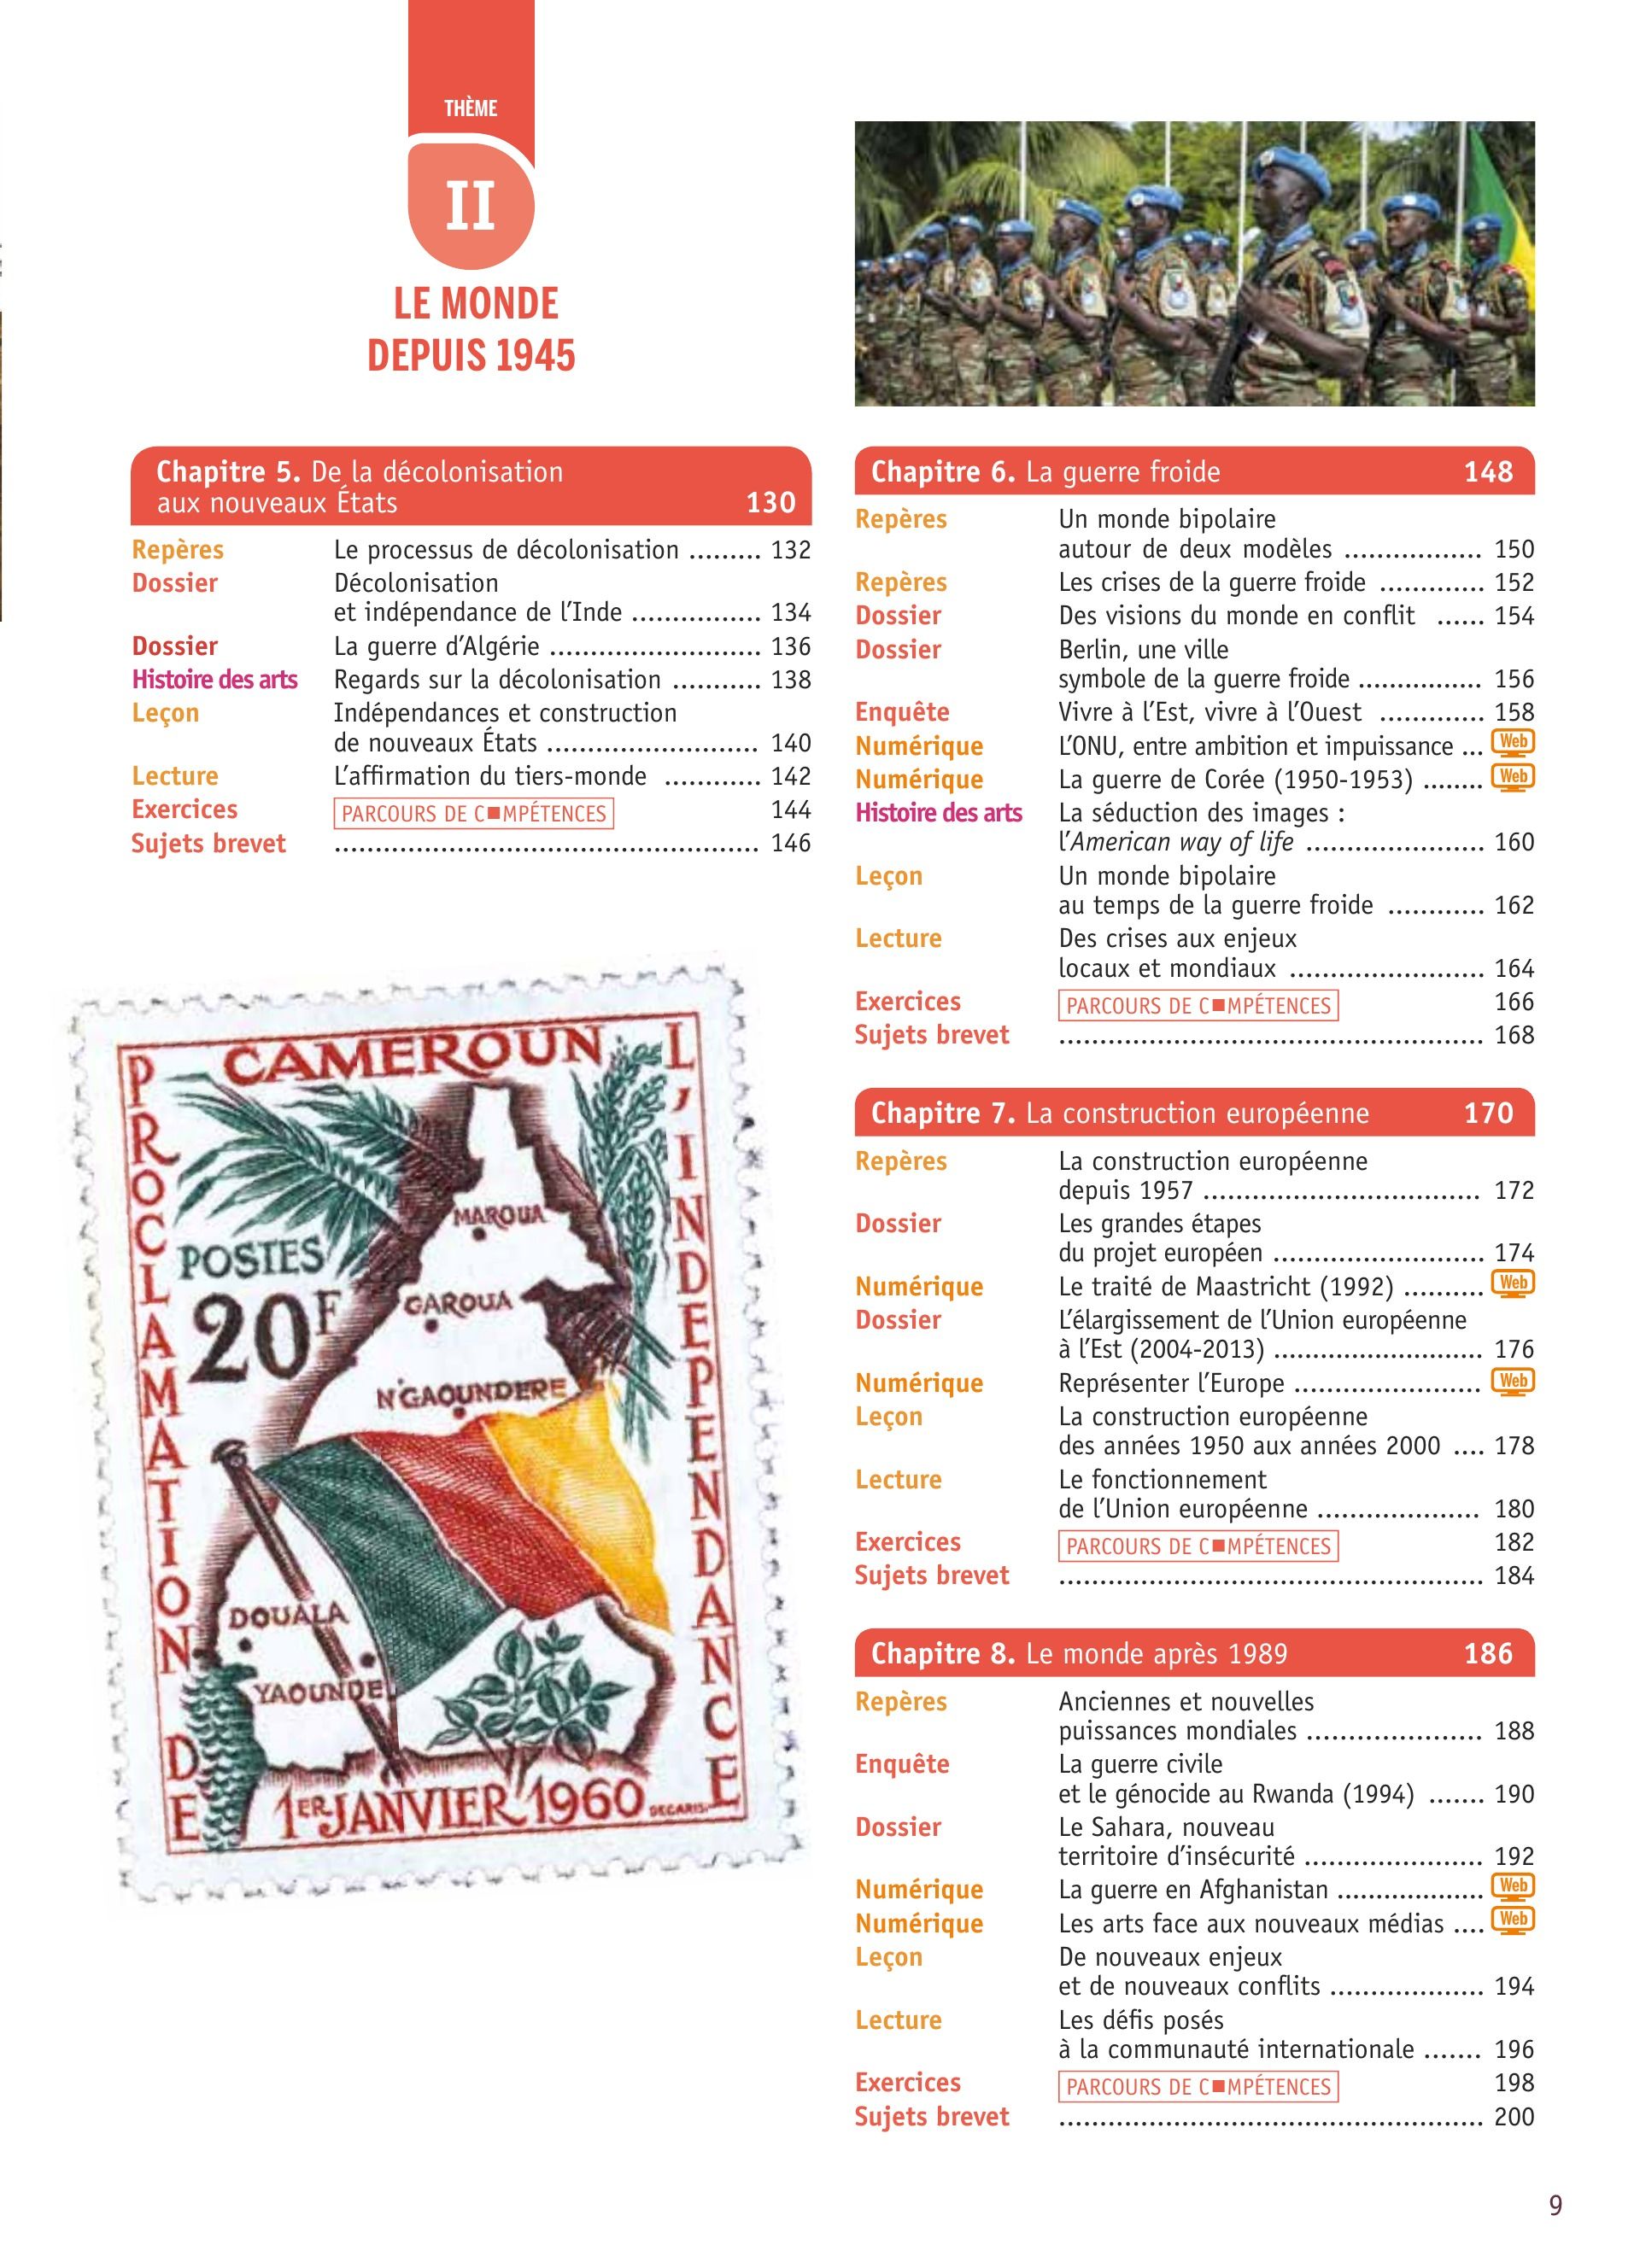 THÈME
II
LE MONDE
DEPUIS 1945
Chapitre 5. De la décolonisation
aux nouveaux États 130
Repères Le processus de décolonisation ......... 132
Dossier Décolonisation
et indépendance de l’Inde ................ 134
Dossier La guerre d’Algérie .......................... 136
Histoire des arts Regards sur la décolonisation ........... 138
Leçon Indépendances et construction
de nouveaux États .......................... 140
Lecture L’affirmation du tiers-monde ............ 142
Exercices PARCOURS DE C■MPÉTENCES 144
Sujets brevet .................................................... 146
CAMEROUN
PROCLAMATION DE
L'INDEPENDANCE
POSTES
20F
MAROUA
GAROUA
N'GAOUNDERE
DOUALA
YAOUNDE
1ER JANVIER 1960
DECARIS
Chapitre 6. La guerre froide 148
Repères Un monde bipolaire
autour de deux modèles ................. 150
Repères Les crises de la guerre froide ............. 152
Dossier Des visions du monde en conflit ...... 154
Dossier Berlin, une ville
symbole de la guerre froide ............... 156
Enquête Vivre à l’Est, vivre à l’Ouest ............. 158
Numérique L’ONU, entre ambition et impuissance ... Web
Numérique La guerre de Corée (1950-1953) ........ Web
Histoire des arts La séduction des images :
l’American way of life ...................... 160
Leçon Un monde bipolaire
au temps de la guerre froide ............ 162
Lecture Des crises aux enjeux
locaux et mondiaux ........................ 164
Exercices PARCOURS DE C■MPÉTENCES 166
Sujets brevet .................................................... 168
Chapitre 7. La construction européenne 170
Repères La construction européenne
depuis 1957 .................................. 172
Dossier Les grandes étapes
du projet européen .......................... 174
Numérique Le traité de Maastricht (1992) .......... Web
Dossier L’élargissement de l’Union européenne
à l’Est (2004-2013) .......................... 176
Numérique Représenter l’Europe ....................... Web
Leçon La construction européenne
des années 1950 aux années 2000 .... 178
Lecture Le fonctionnement
de l’Union européenne .................... 180
Exercices PARCOURS DE C■MPÉTENCES 182
Sujets brevet .................................................... 184
Chapitre 8. Le monde après 1989 186
Repères Anciennes et nouvelles
puissances mondiales ...................... 188
Enquête La guerre civile
et le génocide au Rwanda (1994) ....... 190
Dossier Le Sahara, nouveau
territoire d’insécurité ...................... 192
Numérique La guerre en Afghanistan .................. Web
Numérique Les arts face aux nouveaux médias .... Web
Leçon De nouveaux enjeux
et de nouveaux conflits ................... 194
Lecture Les défis posés
à la communauté internationale ....... 196
Exercices PARCOURS DE C■MPÉTENCES 198
Sujets brevet .................................................... 200
9